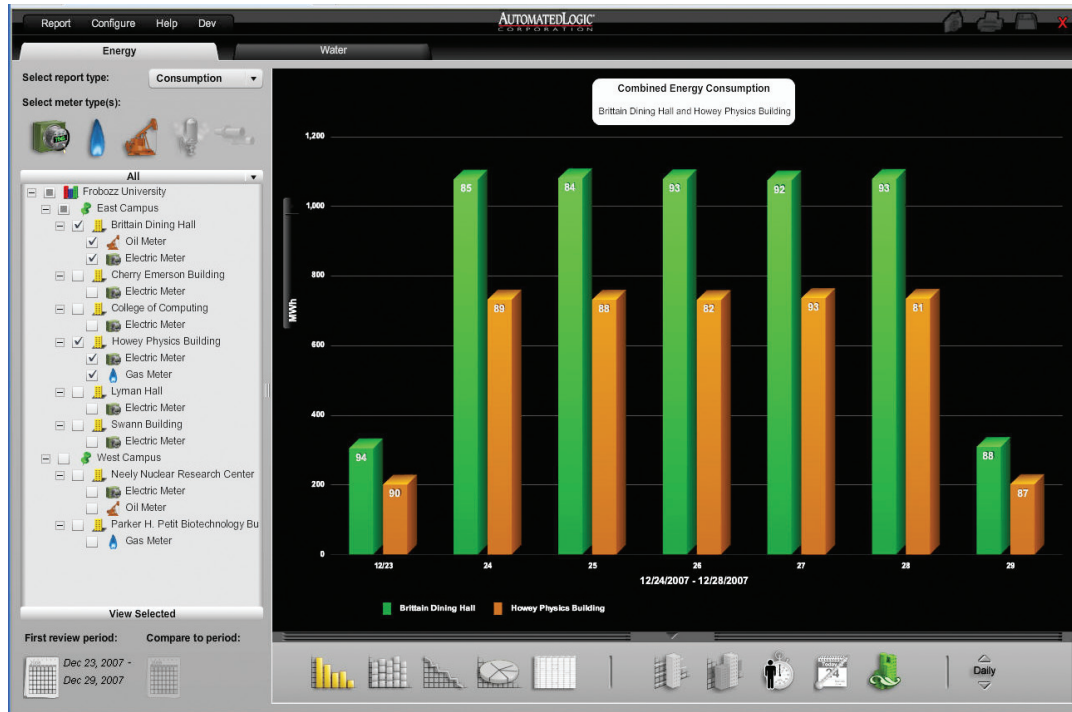 Report Configure Help Dev
AUTOMATEDLOGIC
CORPORATION
X
Energy
Water
Select report type:
Consumption
Select meter type(s):
All
Frobozz University
East Campus
Brittain Dining Hall
Oil Meter
Electric Meter
Cherry Emerson Building
Electric Meter
College of Computing
Electric Meter
Howey Physics Building
Electric Meter
Gas Meter
Lyman Hall
Electric Meter
Swann Building
Electric Meter
West Campus
Neely Nuclear Research Center
Electric Meter
Oil Meter
Parker H. Petit Biotechnology Bu
Gas Meter
View Selected
First review period:
Compare to period:
Dec 23, 2007 -
Dec 29, 2007
Combined Energy Consumption
Brittain Dining Hall and Howey Physics Building
1,200
1,000
800
600
400
200
0
MWh
94 90
85 89
84 88
93 82
92 93
93 81
88 87
12/23 24 25 26 27 28 29
12/24/2007 - 12/28/2007
Brittain Dining Hall Howey Physics Building
Today
24
Daily